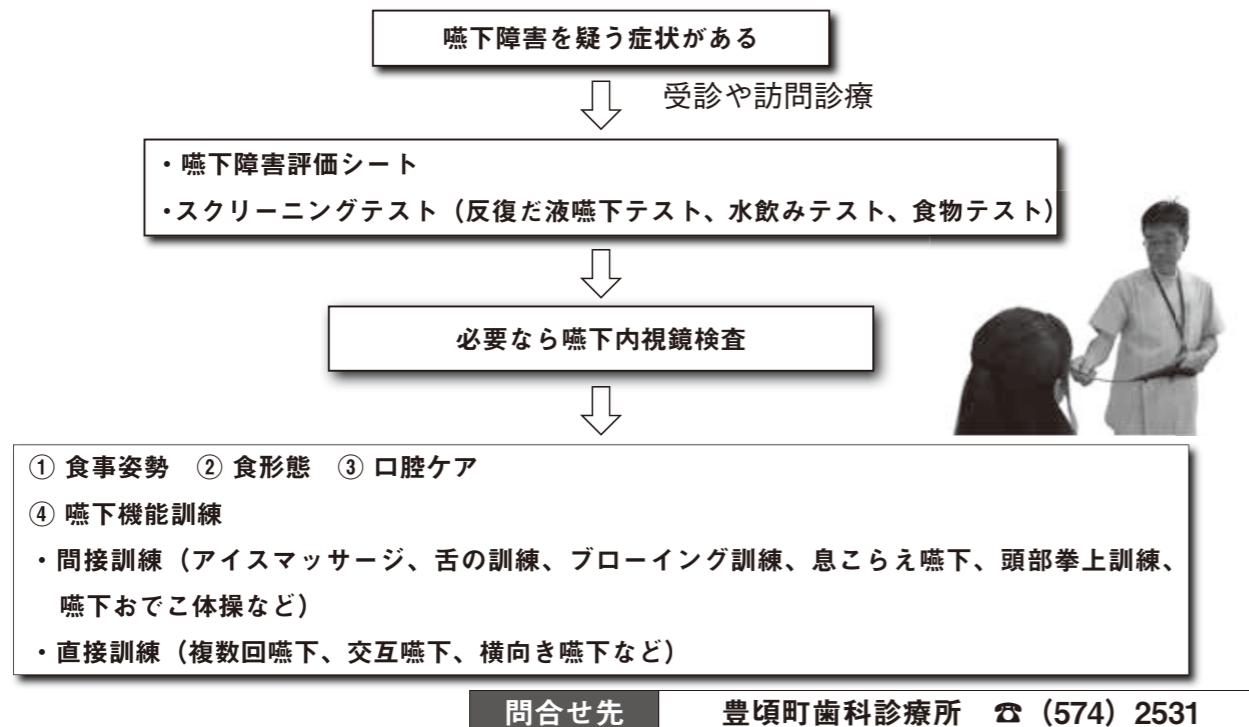 嚥下障害を疑う症状がある
受診や訪問診療
・嚥下障害評価シート
・スクリーニングテスト（反復だ液嚥下テスト、水飲みテスト、食物テスト）
必要なら嚥下内視鏡検査
① 食事姿勢　② 食形態　③ 口腔ケア
④ 嚥下機能訓練
・間接訓練（アイスマッサージ、舌の訓練、ブローイング訓練、息こらえ嚥下、頭部拳上訓練、
嚥下おでこ体操など）
・直接訓練（複数回嚥下、交互嚥下、横向き嚥下など）
問合せ先　豊頃町歯科診療所　☎（574）2531